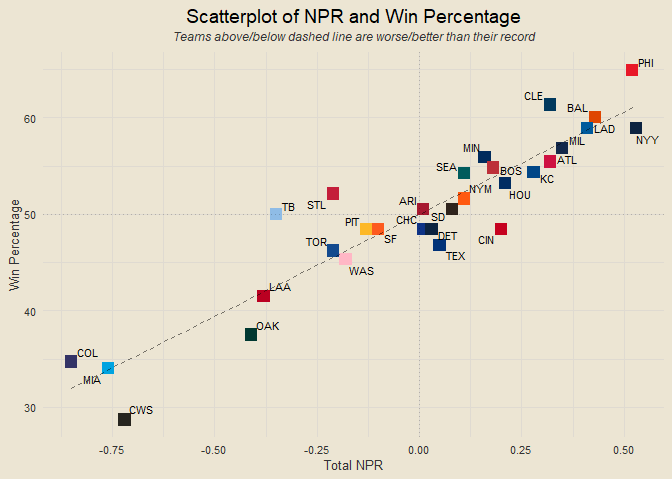 Scatterplot of NPR and Win Percentage
Teams above/below dashed line are worse/better than their record
PHI
CLE
BAL
60
LAD
NYY
MIL
MIN
ATL
SEA
BOS
KC
HOU
NYM
STL
ARI
TB
50
SD
CHC
PIT
SF
DET
CIN
TOR
TEX
WAS
Win Percentage
LAA
40
OAK
COL
MIA
CWS
30
-0.75
-0.50
-0.25
0.00
0.25
0.50
Total NPR